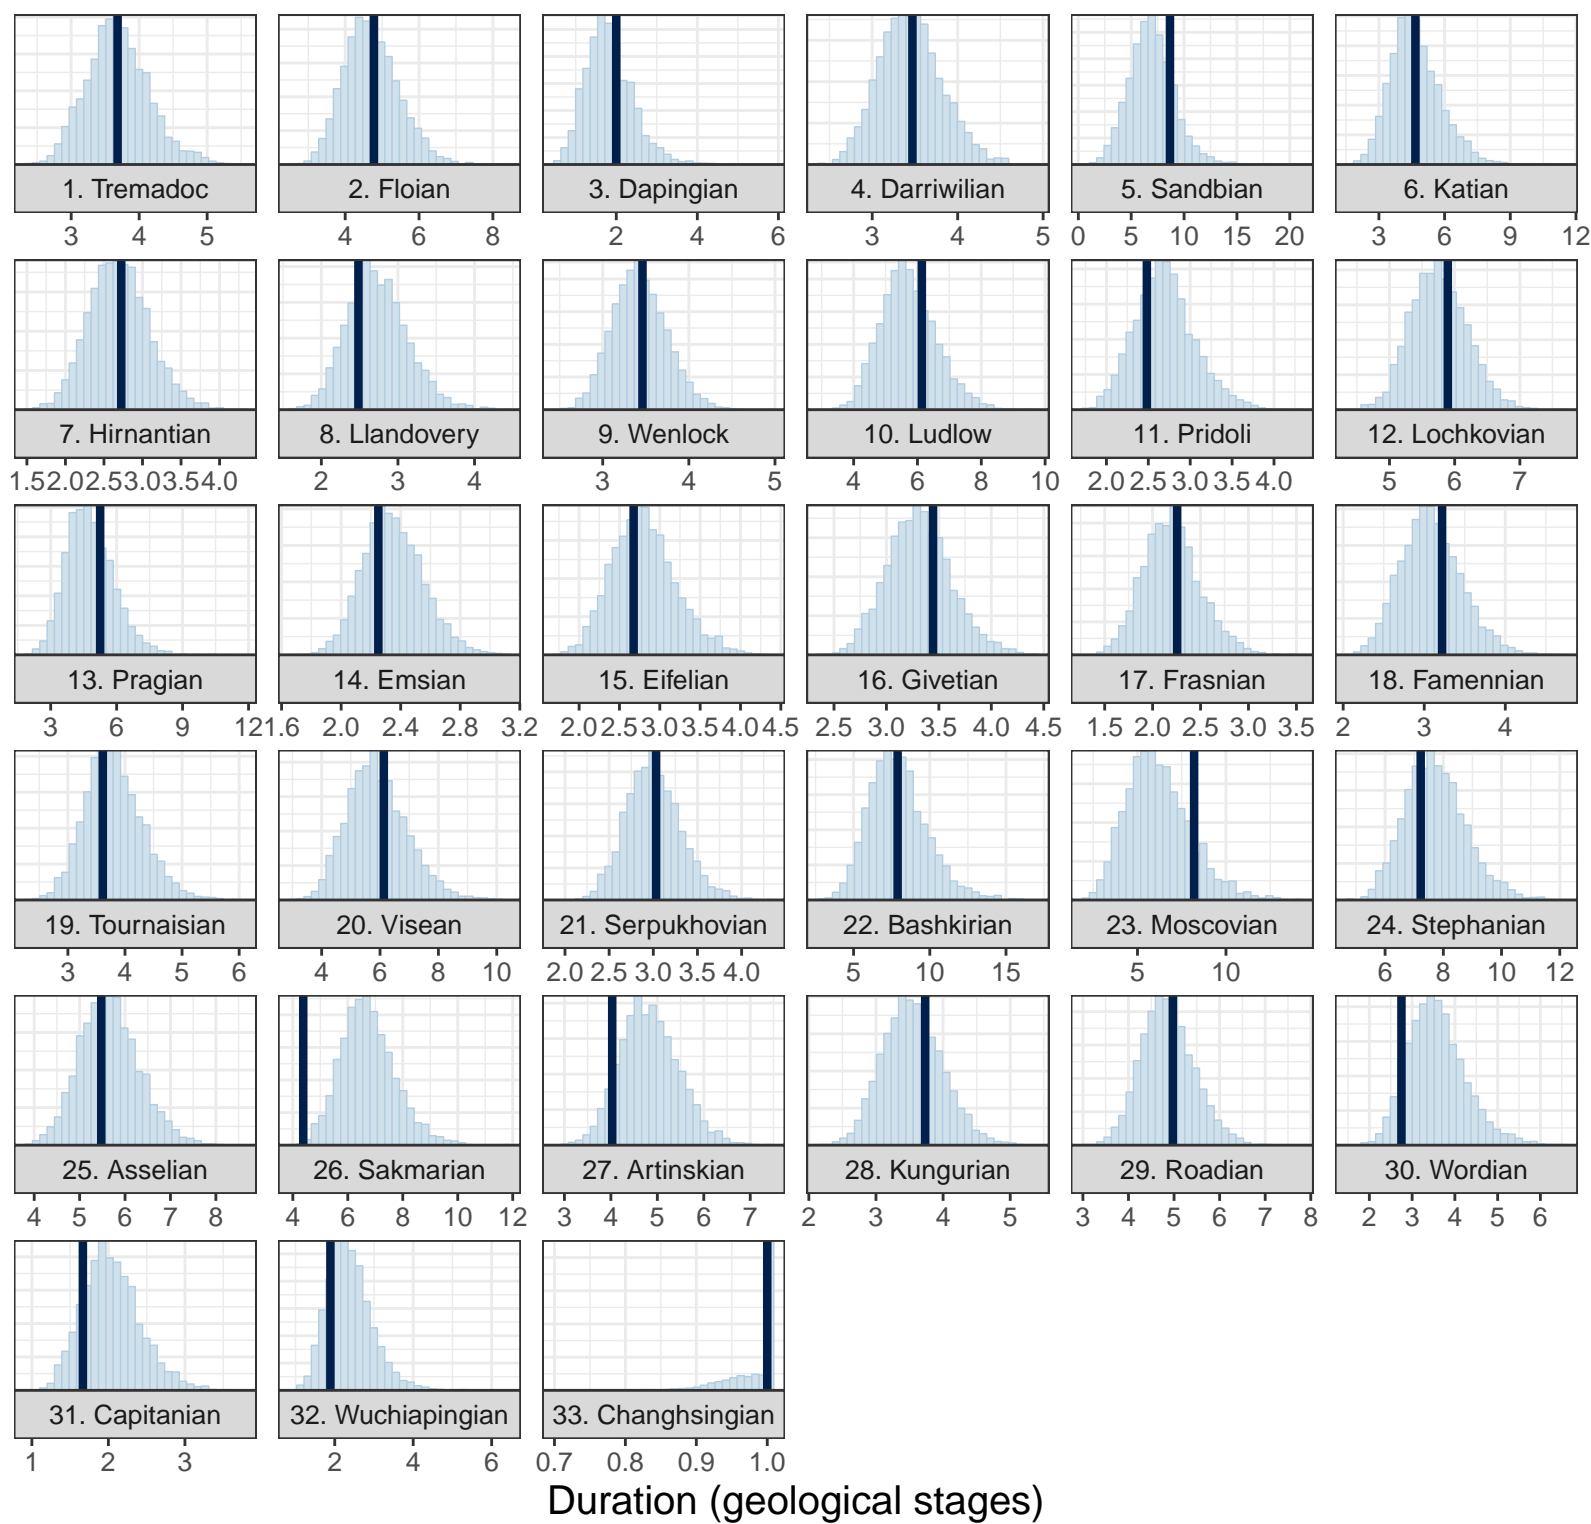 1. Tremadoc 2. Floian 3. Dapingian 4. Darriwilian 5. Sandbian 6. Katian
3 4 5 4 6 8 2 4 6 3 4 5 0 5 10 15 20 3 6 9 12
7. Hirnantian 8. Llandovery 9. Wenlock 10. Ludlow 11. Pridoli 12. Lochkovian
1.5 2.0 2.5 3.0 3.5 4.0 2 3 4 3 4 5 4 6 8 10 2.0 2.5 3.0 3.5 4.0 5 6 7
13. Pragian 14. Emsian 15. Eifelian 16. Givetian 17. Frasnian 18. Famennian
3 6 9 12 1.6 2.0 2.4 2.8 3.2 2.0 2.5 3.0 3.5 4.0 4.5 2.5 3.0 3.5 4.0 4.5 1.5 2.0 2.5 3.0 3.5 2 3 4
19. Tournaisian 20. Visean 21. Serpukhovian 22. Bashkirian 23. Moscovian 24. Stephanian
3 4 5 6 4 6 8 10 2.0 2.5 3.0 3.5 4.0 5 10 15 5 10 6 8 10 12
25. Asselian 26. Sakmarian 27. Artinskian 28. Kungurian 29. Roadian 30. Wordian
4 5 6 7 8 4 6 8 10 12 3 4 5 6 7 2 3 4 5 3 4 5 6 7 8 2 3 4 5 6
31. Capitanian 32. Wuchiapingian 33. Changhsingian
1 2 3 2 4 6 0.7 0.8 0.9 1.0
Duration (geological stages)